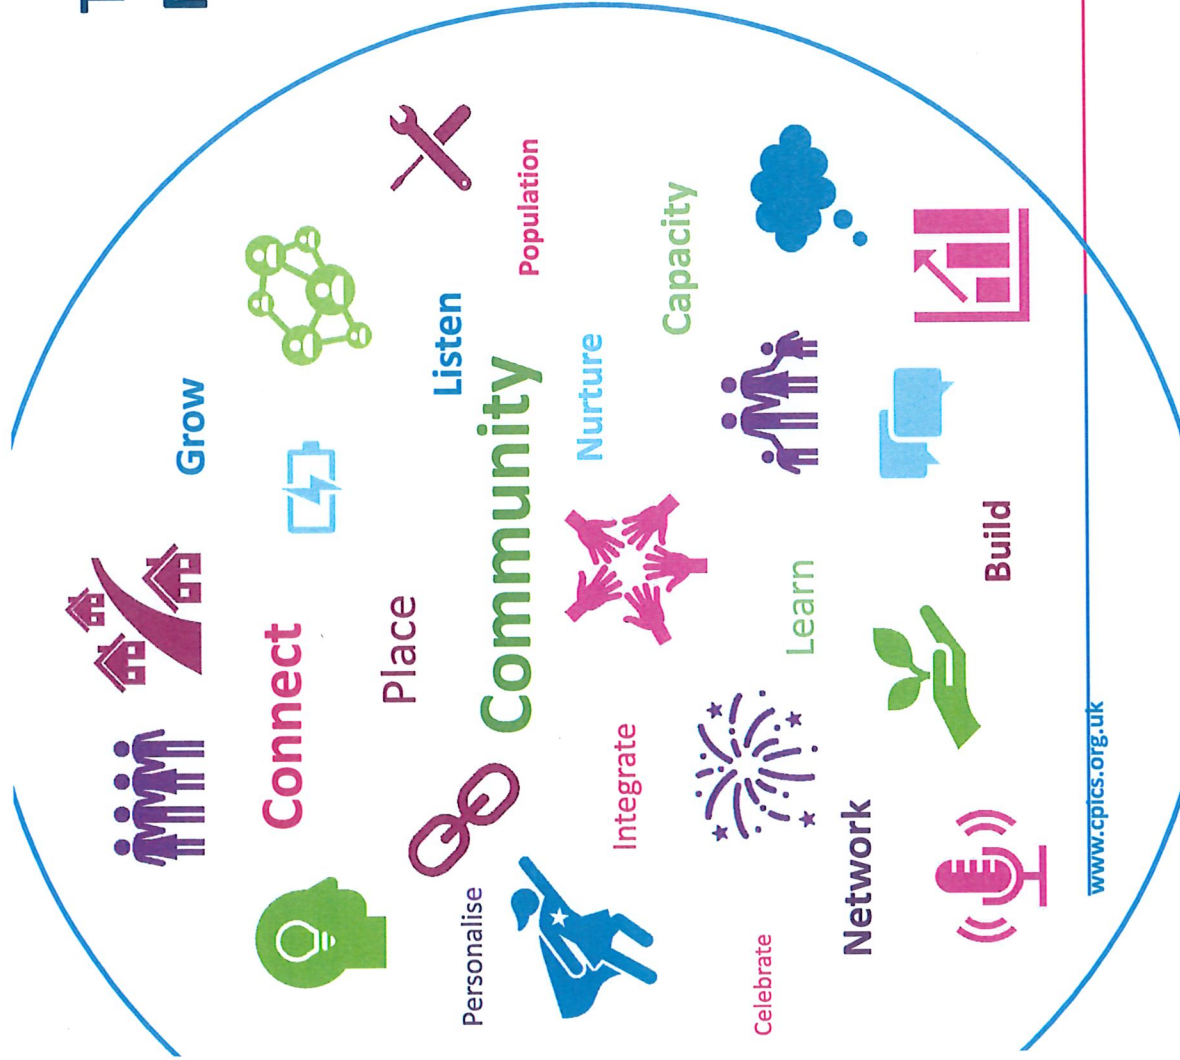 Grow
Connect
Place
Listen
Personalise
Community
Population
Nurture
Integrate
Capacity
Celebrate
Learn
Network
Build
www.cpics.org.uk